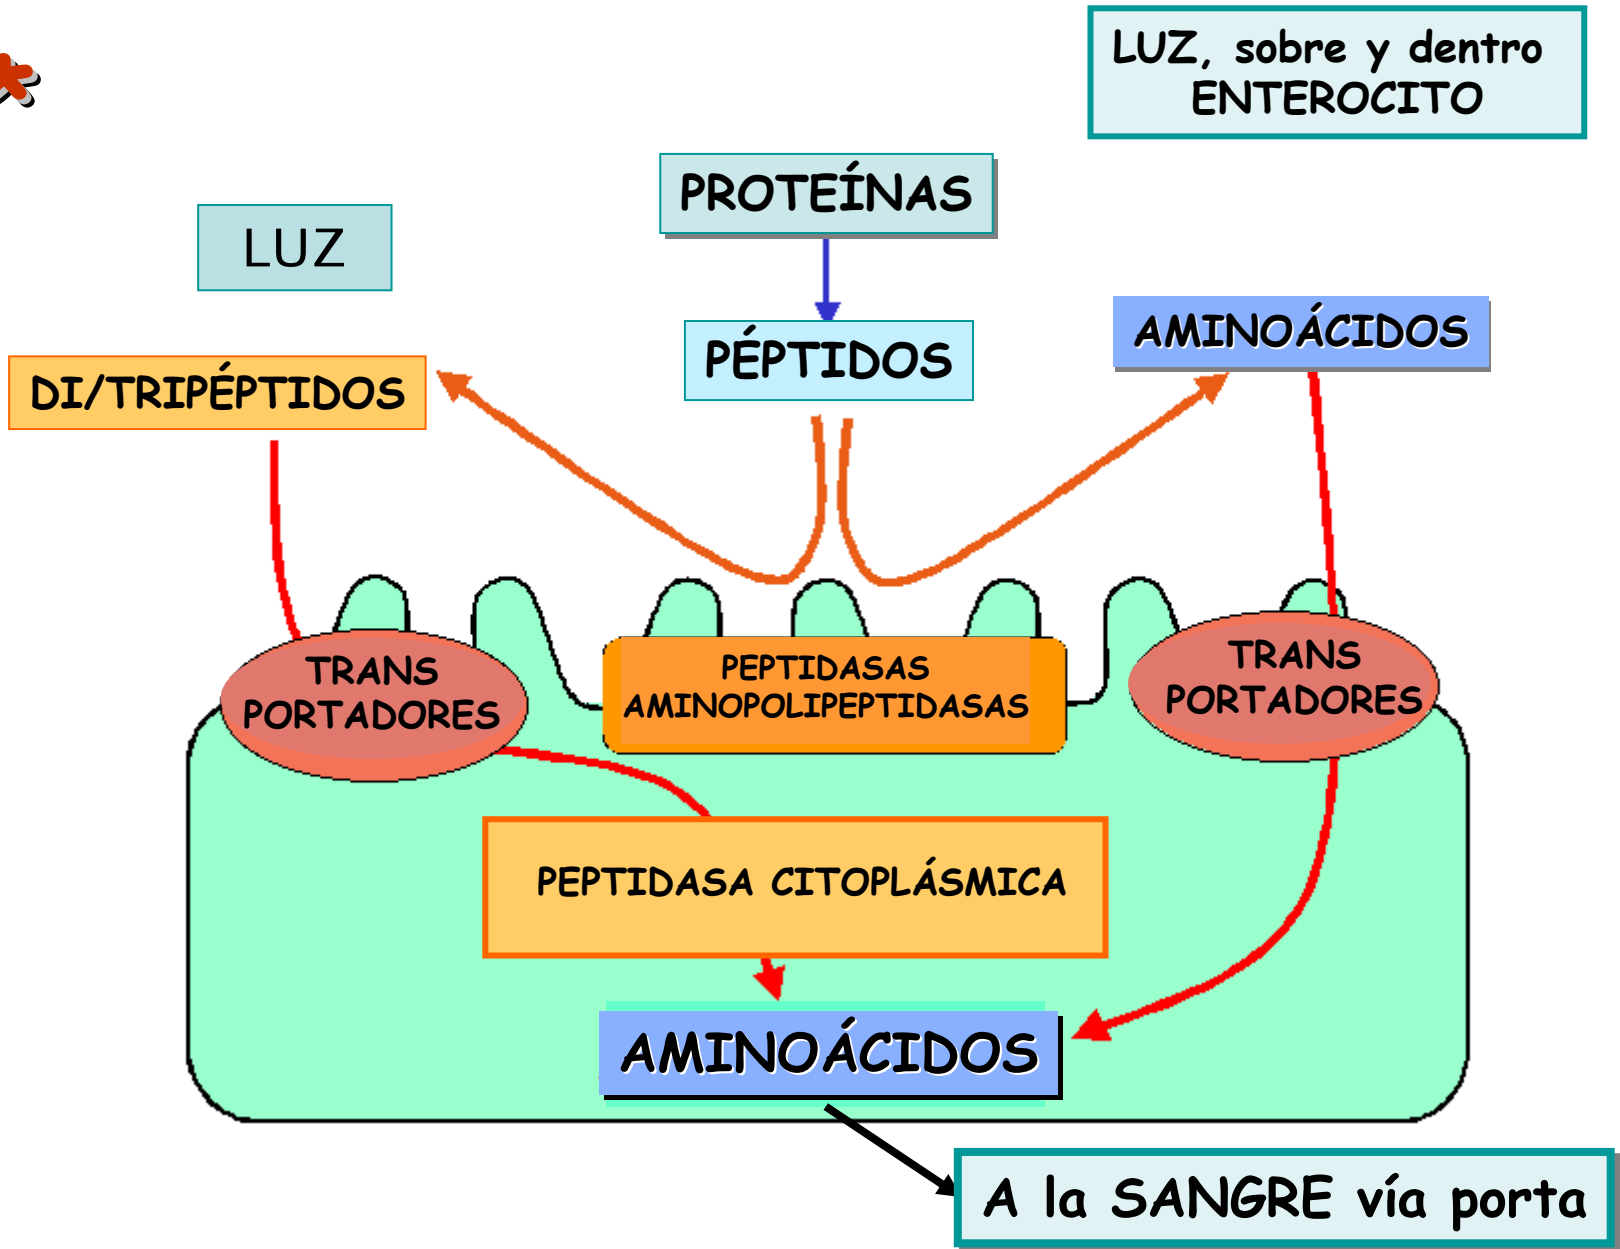 LUZ, sobre y dentro
ENTEROCITO
PROTEÍNAS
LUZ
PÉPTIDOS
AMINOÁCIDOS
DI/TRIPÉPTIDOS
TRANS
PORTADORES
PEPTIDASAS
AMINOPOLIPEPTIDASAS
TRANS
PORTADORES
PEPTIDASA CITOPLÁSMICA
AMINOÁCIDOS
A la SANGRE vía porta